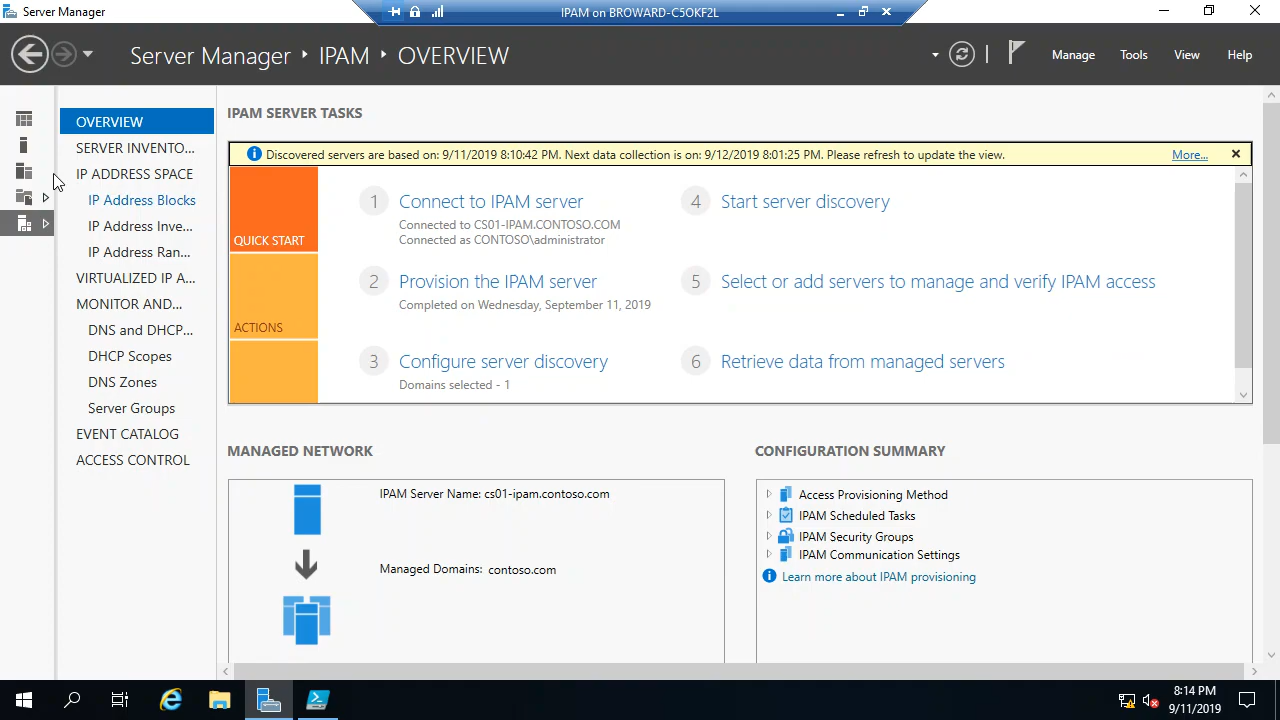 Server Manager
IPAM on BROWARD-C5OKF2L
Server Manager ‣ IPAM ‣ OVERVIEW
Manage
Tools
View
Help
OVERVIEW
SERVER INVENTO...
IP ADDRESS SPACE
IP Address Blocks
IP Address Inve...
IP Address Ran...
VIRTUALIZED IP A...
MONITOR AND...
DNS and DHCP...
DHCP Scopes
DNS Zones
Server Groups
EVENT CATALOG
ACCESS CONTROL
IPAM SERVER TASKS
Discovered servers are based on: 9/11/2019 8:10:42 PM. Next data collection is on: 9/12/2019 8:01:25 PM. Please refresh to update the view.
More...
QUICK START
ACTIONS
1 Connect to IPAM server
Connected to CS01-IPAM.CONTOSO.COM
Connected as CONTOSO\administrator
2 Provision the IPAM server
Completed on Wednesday, September 11, 2019
3 Configure server discovery
Domains selected - 1
4 Start server discovery
5 Select or add servers to manage and verify IPAM access
6 Retrieve data from managed servers
MANAGED NETWORK
IPAM Server Name: cs01-ipam.contoso.com
Managed Domains: contoso.com
CONFIGURATION SUMMARY
Access Provisioning Method
IPAM Scheduled Tasks
IPAM Security Groups
IPAM Communication Settings
Learn more about IPAM provisioning
8:14 PM
9/11/2019